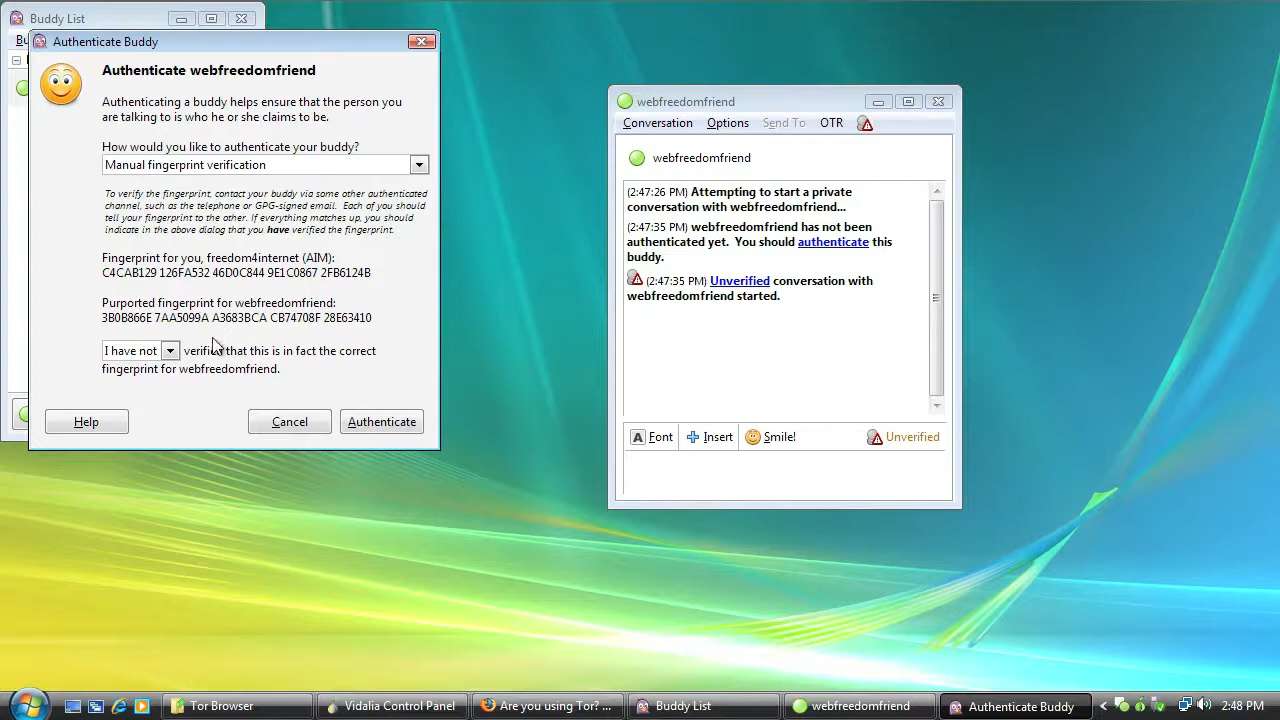 Buddy List
Authenticate Buddy
Authenticate webfreedomfriend
Authenticating a buddy helps ensure that the person you
are talking to is who he or she claims to be.
How would you like to authenticate your buddy?
Manual fingerprint verification
To verify the fingerprint, contact your buddy via some other authenticated
channel, such as the telephone or GPG-signed email.  Each of you should
tell your fingerprint to the other. If everything matches up, you should
indicate in the above dialog that you have verified the fingerprint.
Fingerprint for you, freedom4internet (AIM):
C4CAB129 126FA532 46D0C844 9E1C0867 2FB6124B
Purported fingerprint for webfreedomfriend:
3B0B866E 7AA5099A A3683BCA CB74708F 28E63410
I have not that this is in fact the correct
fingerprint for webfreedomfriend.
Help
Cancel
Authenticate
webfreedomfriend
Conversation Options Send To OTR
webfreedomfriend
(2:47:26 PM) Attempting to start a private
conversation with webfreedomfriend...
(2:47:35 PM) webfreedomfriend has not been
authenticated yet.  You should authenticate this
buddy.
(2:47:35 PM) Unverified conversation with
webfreedomfriend started.
A Font Insert Smile! Unverified
Tor Browser
Vidalia Control Panel
Are you using Tor? ...
Buddy List
webfreedomfriend
Authenticate Buddy
2:48 PM